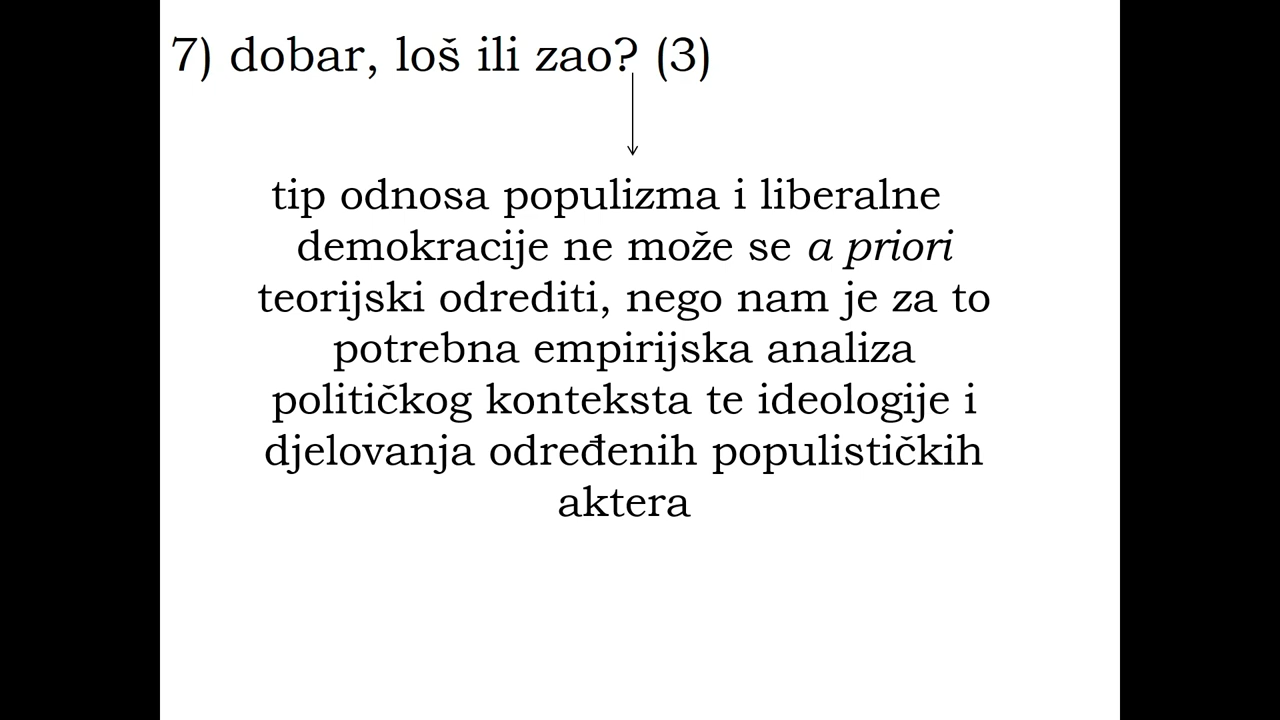 7) dobar, loš ili zao? (3)
tip odnosa populizma i liberalne
demokracije ne može se a priori
teorijski odrediti, nego nam je za to
potrebna empirijska analiza
političkog konteksta te ideologije i
djelovanja određenih populističkih
aktera